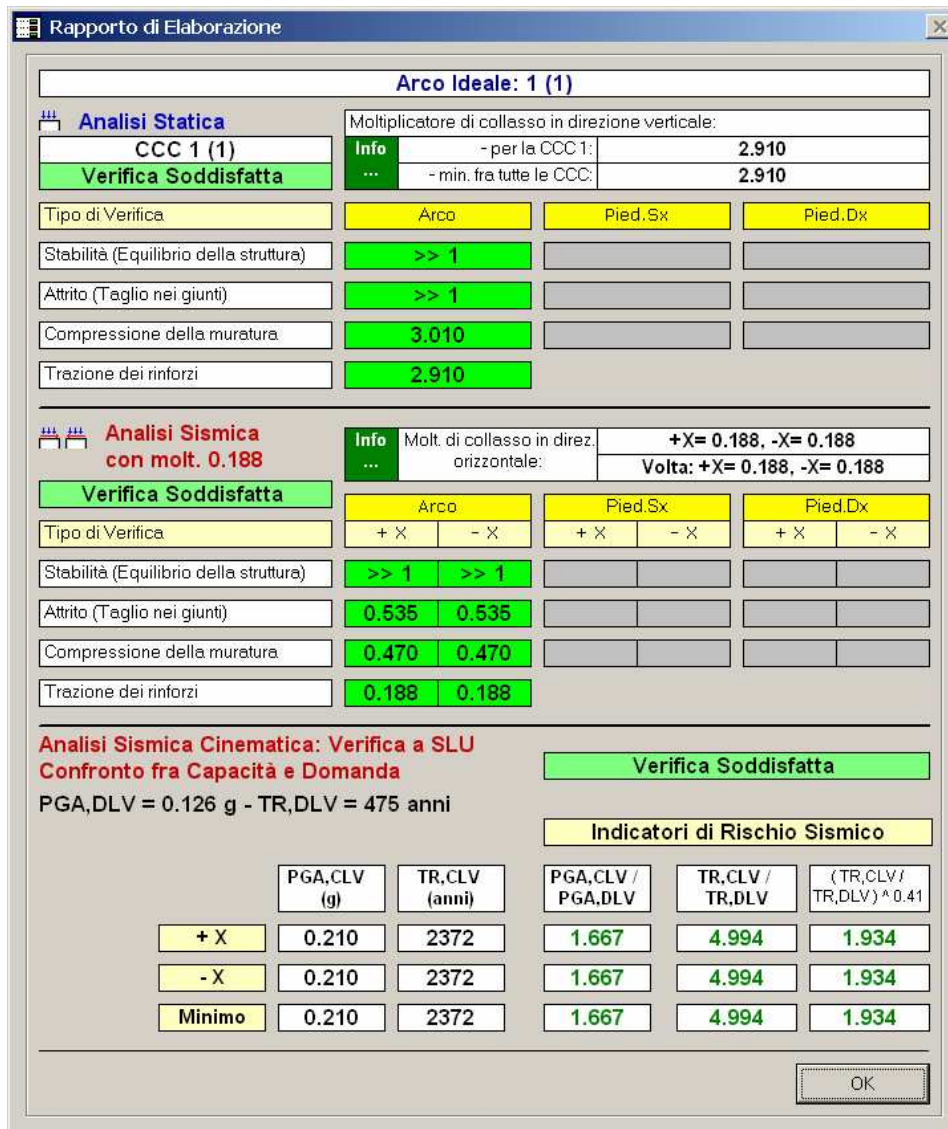 Rapporto di Elaborazione
Arco Ideale: 1 (1)
Analisi Statica
CCC 1 (1)
Verifica Soddisfatta
Moltiplicatore di collasso in direzione verticale:
Info ...
- per la CCC 1: 2.910
- min. fra tutte le CCC: 2.910
Tipo di Verifica Arco Pied.Sx Pied.Dx
Stabilità (Equilibrio della struttura) >> 1
Attrito (Taglio nei giunti) >> 1
Compressione della muratura 3.010
Trazione dei rinforzi 2.910
Analisi Sismica
con molt. 0.188
Verifica Soddisfatta
Info ...
Molt. di collasso in direz.
orizzontale:
+X= 0.188, -X= 0.188
Volta: +X= 0.188, -X= 0.188
Arco Pied.Sx Pied.Dx
Tipo di Verifica + X - X + X - X + X - X
Stabilità (Equilibrio della struttura) >> 1 >> 1
Attrito (Taglio nei giunti) 0.535 0.535
Compressione della muratura 0.470 0.470
Trazione dei rinforzi 0.188 0.188
Analisi Sismica Cinematica: Verifica a SLU
Confronto fra Capacità e Domanda
Verifica Soddisfatta
PGA,DLV = 0.126 g - TR,DLV = 475 anni
Indicatori di Rischio Sismico
PGA,CLV (g)
TR,CLV (anni)
PGA,CLV / PGA,DLV
TR,CLV / TR,DLV
(TR,CLV / TR,DLV) ^ 0.41
+ X 0.210 2372 1.667 4.994 1.934
- X 0.210 2372 1.667 4.994 1.934
Minimo 0.210 2372 1.667 4.994 1.934
OK